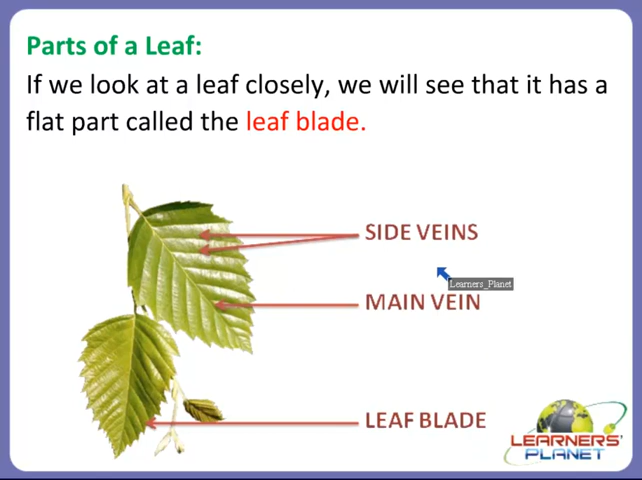 Parts of a Leaf:
If we look at a leaf closely, we will see that it has a
flat part called the leaf blade.
SIDE VEINS
Learners_Planet
MAIN VEIN
LEAF BLADE
LEARNERS'
PLANET